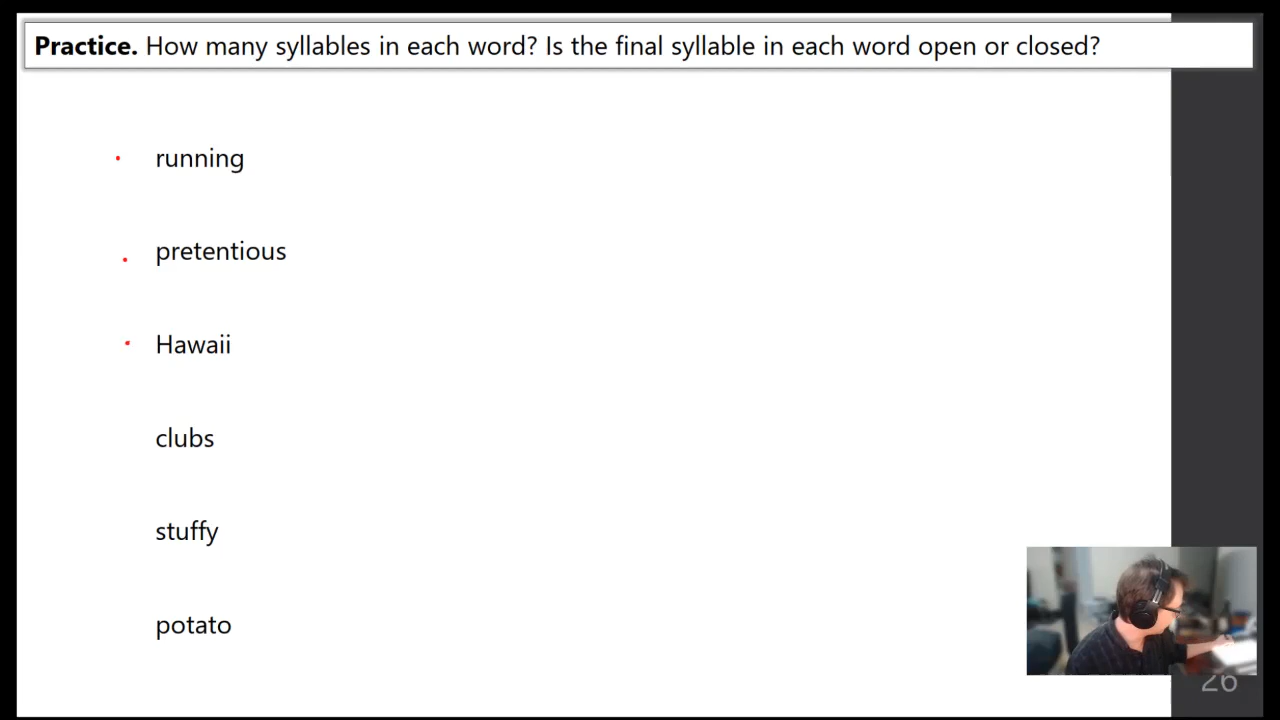 Practice. How many syllables in each word? Is the final syllable in each word open or closed?
running
pretentious
Hawaii
clubs
stuffy
potato
26